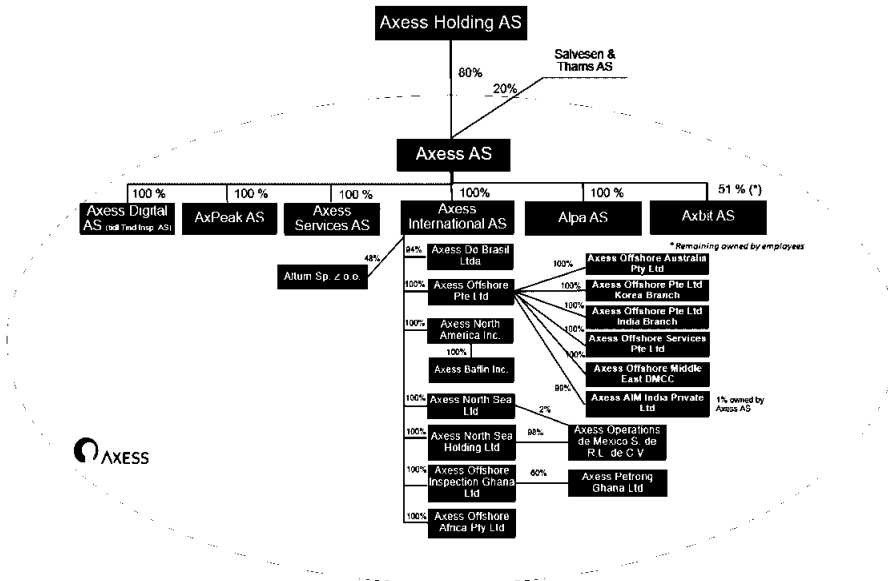 Axess Holding AS
Salvesen &
Thams AS
80%
20%
Axess AS
100 %
100 %
100 %
100%
100 %
51 % (*)
Axess Digital
AS (tidl Tind Insp. AS)
AxPeak AS
Axess
Services AS
Axess
International AS
Alpa AS
Axbit AS
* Remaining owned by employees
48%
Altum Sp. z o.o.
94%
Axess Do Brasil
Ltda
100%
Axess Offshore
Pte Ltd
100%
Axess Offshore Australia
Pty Ltd
100%
Axess Offshore Pte Ltd
Korea Branch
100%
Axess Offshore Pte Ltd
India Branch
100%
Axess Offshore Services
Pte Ltd
100%
Axess Offshore Middle
East DMCC
99%
Axess AIM India Private
Ltd
1% owned by
Axess AS
100%
Axess North
America Inc.
100%
Axess Baffin Inc.
100%
Axess North Sea
Ltd
2%
100%
Axess North Sea
Holding Ltd
98%
Axess Operations
de Mexico S. de
R.L. de C.V
100%
Axess Offshore
Inspection Ghana
Ltd
60%
Axess Petrong
Ghana Ltd
100%
Axess Offshore
Africa Pty Ltd
AXESS